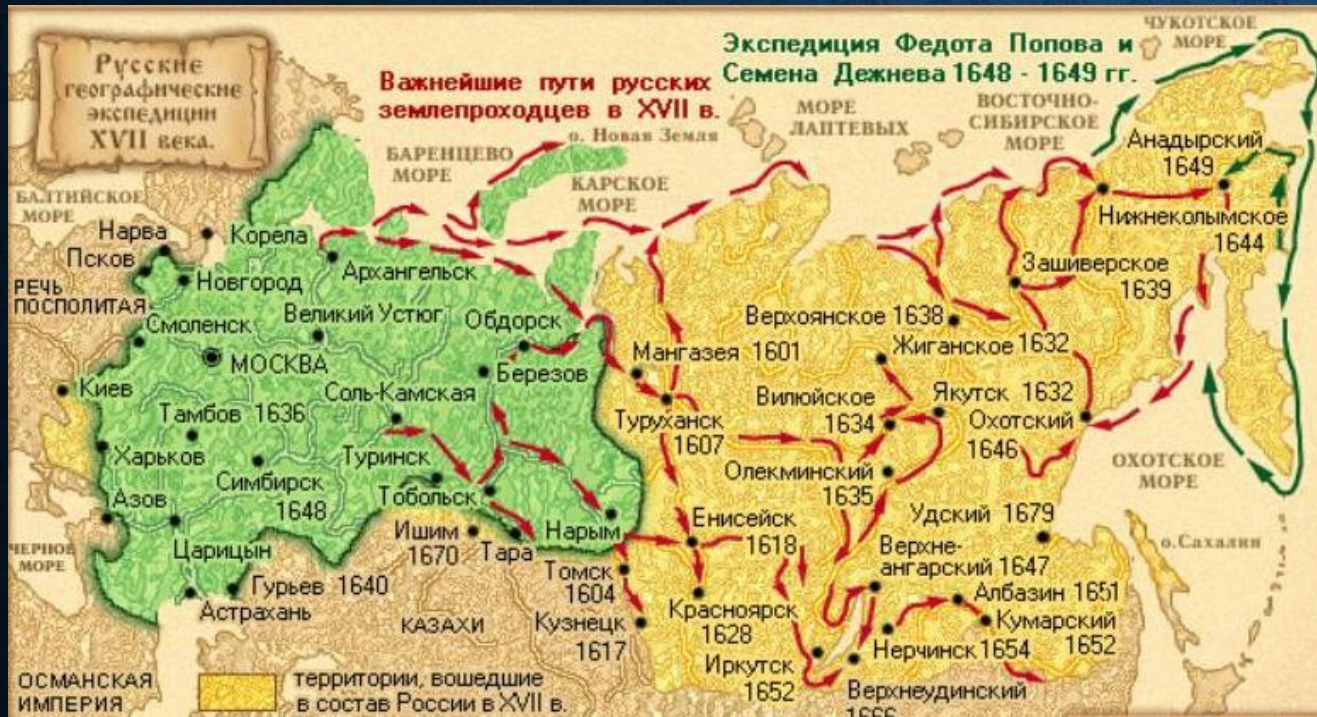 Русские
географические
экспедиции
XVII века.
Важнейшие пути русских
землепроходцев в XVII в.
Экспедиция Федота Попова и
Семена Дежнева 1648 - 1649 гг.
ЧУКОТСКОЕ
МОРЕ
ВОСТОЧНО-
СИБИРСКОЕ
МОРЕ
МОРЕ
ЛАПТЕВЫХ
о. Новая Земля
БАРЕНЦЕВО
МОРЕ
КАРСКОЕ
МОРЕ
БАЛТИЙСКОЕ
МОРЕ
Анадырский
1649
Нижнеколымское
1644
Нарва
Корела
Псков
Новгород
Архангельск
РЕЧЬ
ПОСПОЛИТАЯ
Зашиверское
1639
Смоленск
Великий Устюг
Обдорск
Верхоянское 1638
МОСКВА
Мангазея 1601
Жиганское 1632
Березов
Киев
Соль-Камская
Вилюйское
1634
Якутск 1632
Тамбов 1636
Туруханск
1607
Охотский
1646
Харьков
Туринск
Олекминский
1635
ОХОТСКОЕ
МОРЕ
Симбирск
1648
Азов
Тобольск
Нарым
Енисейск
1618
Удский 1679
Ишим
1670
Тара
о.Сахалин
ЧЕРНОЕ
МОРЕ
Царицын
Верхне-
ангарский 1647
Томск
1604
Гурьев 1640
Албазин 1651
Астрахань
Красноярск
1628
Кумарский
1652
КАЗАХИ
Кузнецк
1617
Нерчинск 1654
Иркутск
1652
ОСМАНСКАЯ
ИМПЕРИЯ
территории, вошедшие
в состав России в XVII в.
Верхнеудинский
1666